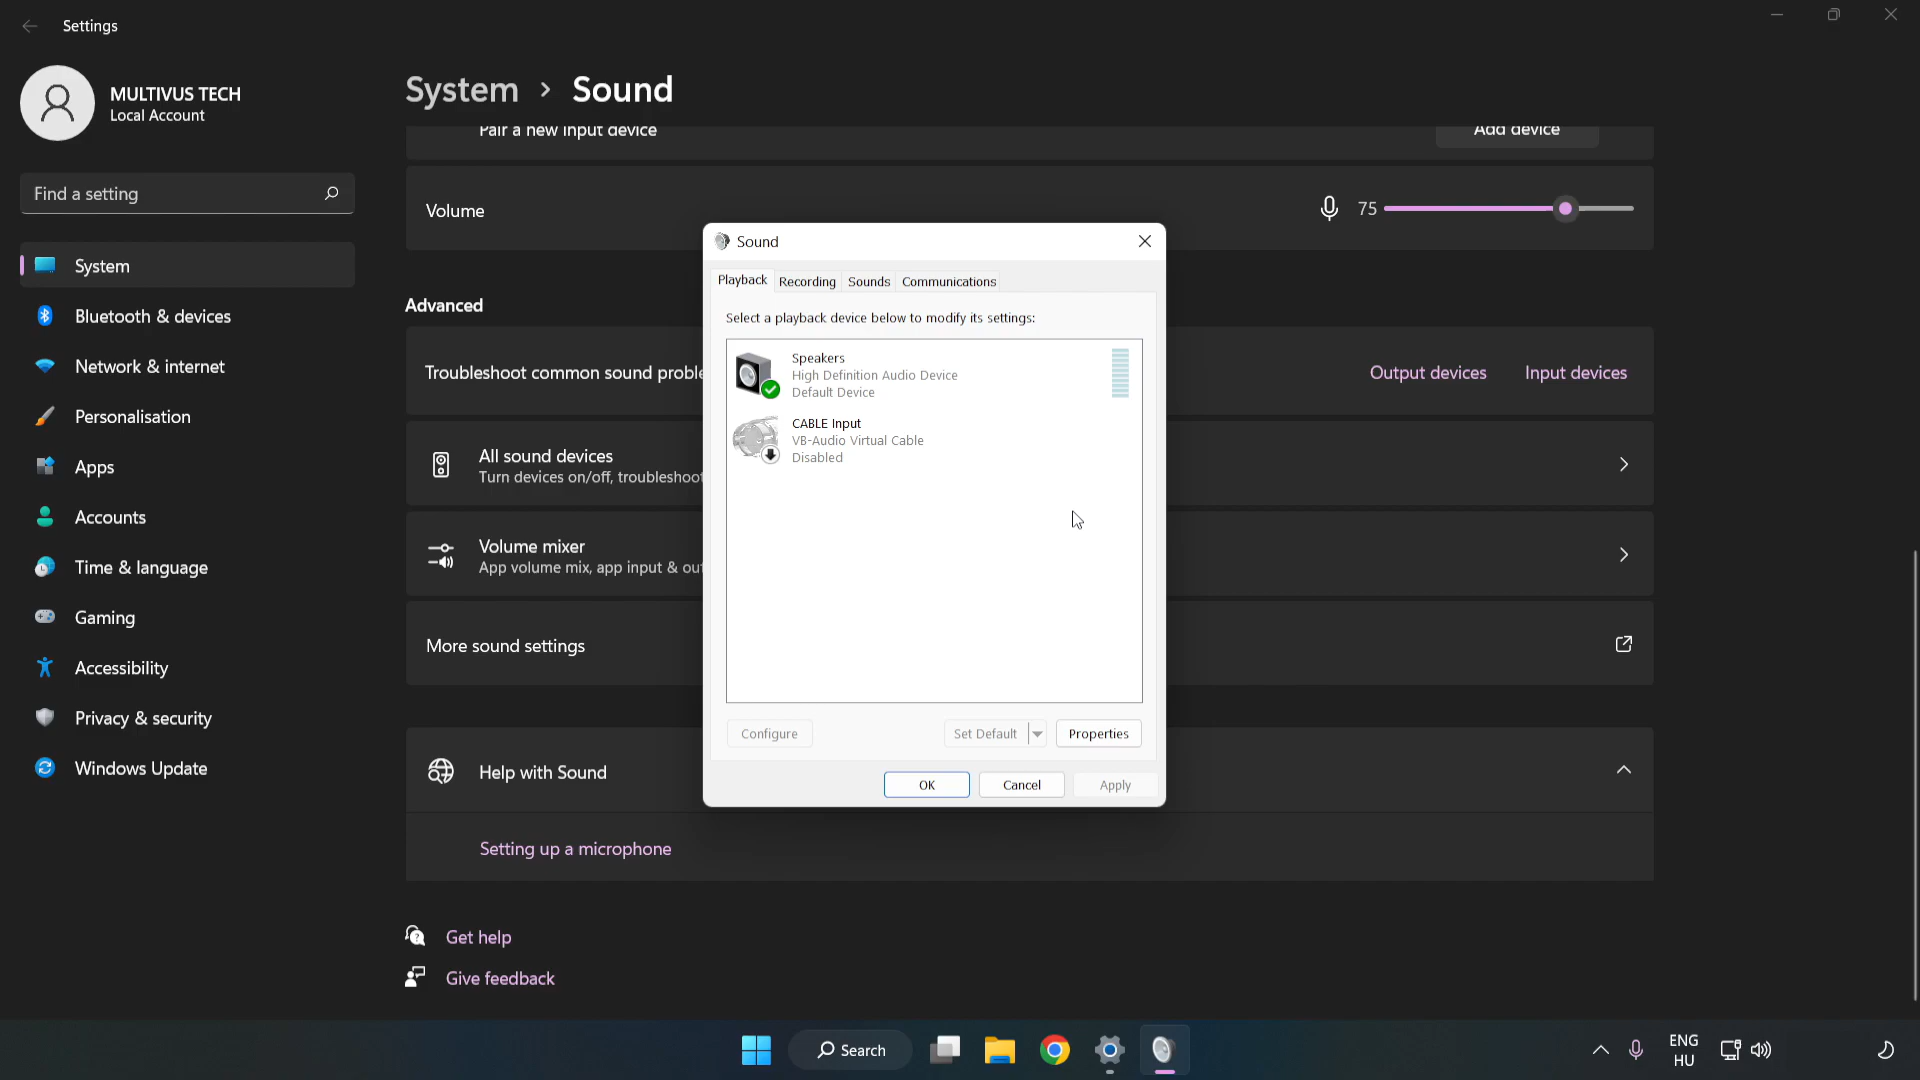 Settings
MULTIVUS TECH
Local Account
Find a setting
System
Bluetooth & devices
Network & internet
Personalisation
Apps
Accounts
Time & language
Gaming
Accessibility
Privacy & security
Windows Update
System › Sound
Pair a new input device
Add device
Volume
75
Advanced
Troubleshoot common sound proble
Output devices
Input devices
All sound devices
Turn devices on/off, troubleshoot
Volume mixer
App volume mix, app input & out
More sound settings
Help with Sound
Setting up a microphone
Get help
Give feedback
Sound
Playback
Recording
Sounds
Communications
Select a playback device below to modify its settings:
Speakers
High Definition Audio Device
Default Device
CABLE Input
VB-Audio Virtual Cable
Disabled
Configure
Set Default
Properties
OK
Cancel
Apply
Search
ENG
HU